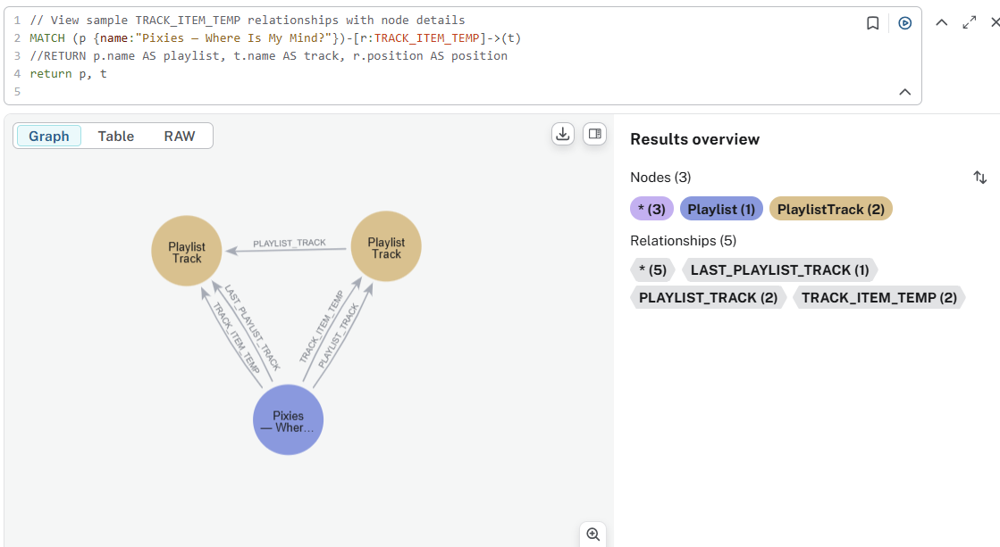 1 // View sample TRACK_ITEM_TEMP relationships with node details
2 MATCH (p {name:"Pixies – Where Is My Mind?"})-[r:TRACK_ITEM_TEMP]->(t)
3 //RETURN p.name AS playlist, t.name AS track, r.position AS position
4 return p, t
5
Graph Table RAW
Results overview
Nodes (3)
* (3) Playlist (1) PlaylistTrack (2)
Relationships (5)
* (5) LAST_PLAYLIST_TRACK (1)
PLAYLIST_TRACK (2) TRACK_ITEM_TEMP (2)
Playlist
Track
PLAYLIST_TRACK
Playlist
Track
LAST_PLAYLIST_TRACK
TRACK_ITEM_TEMP
TRACK_ITEM_TEMP
PLAYLIST_TRACK
Pixies
— Wher…